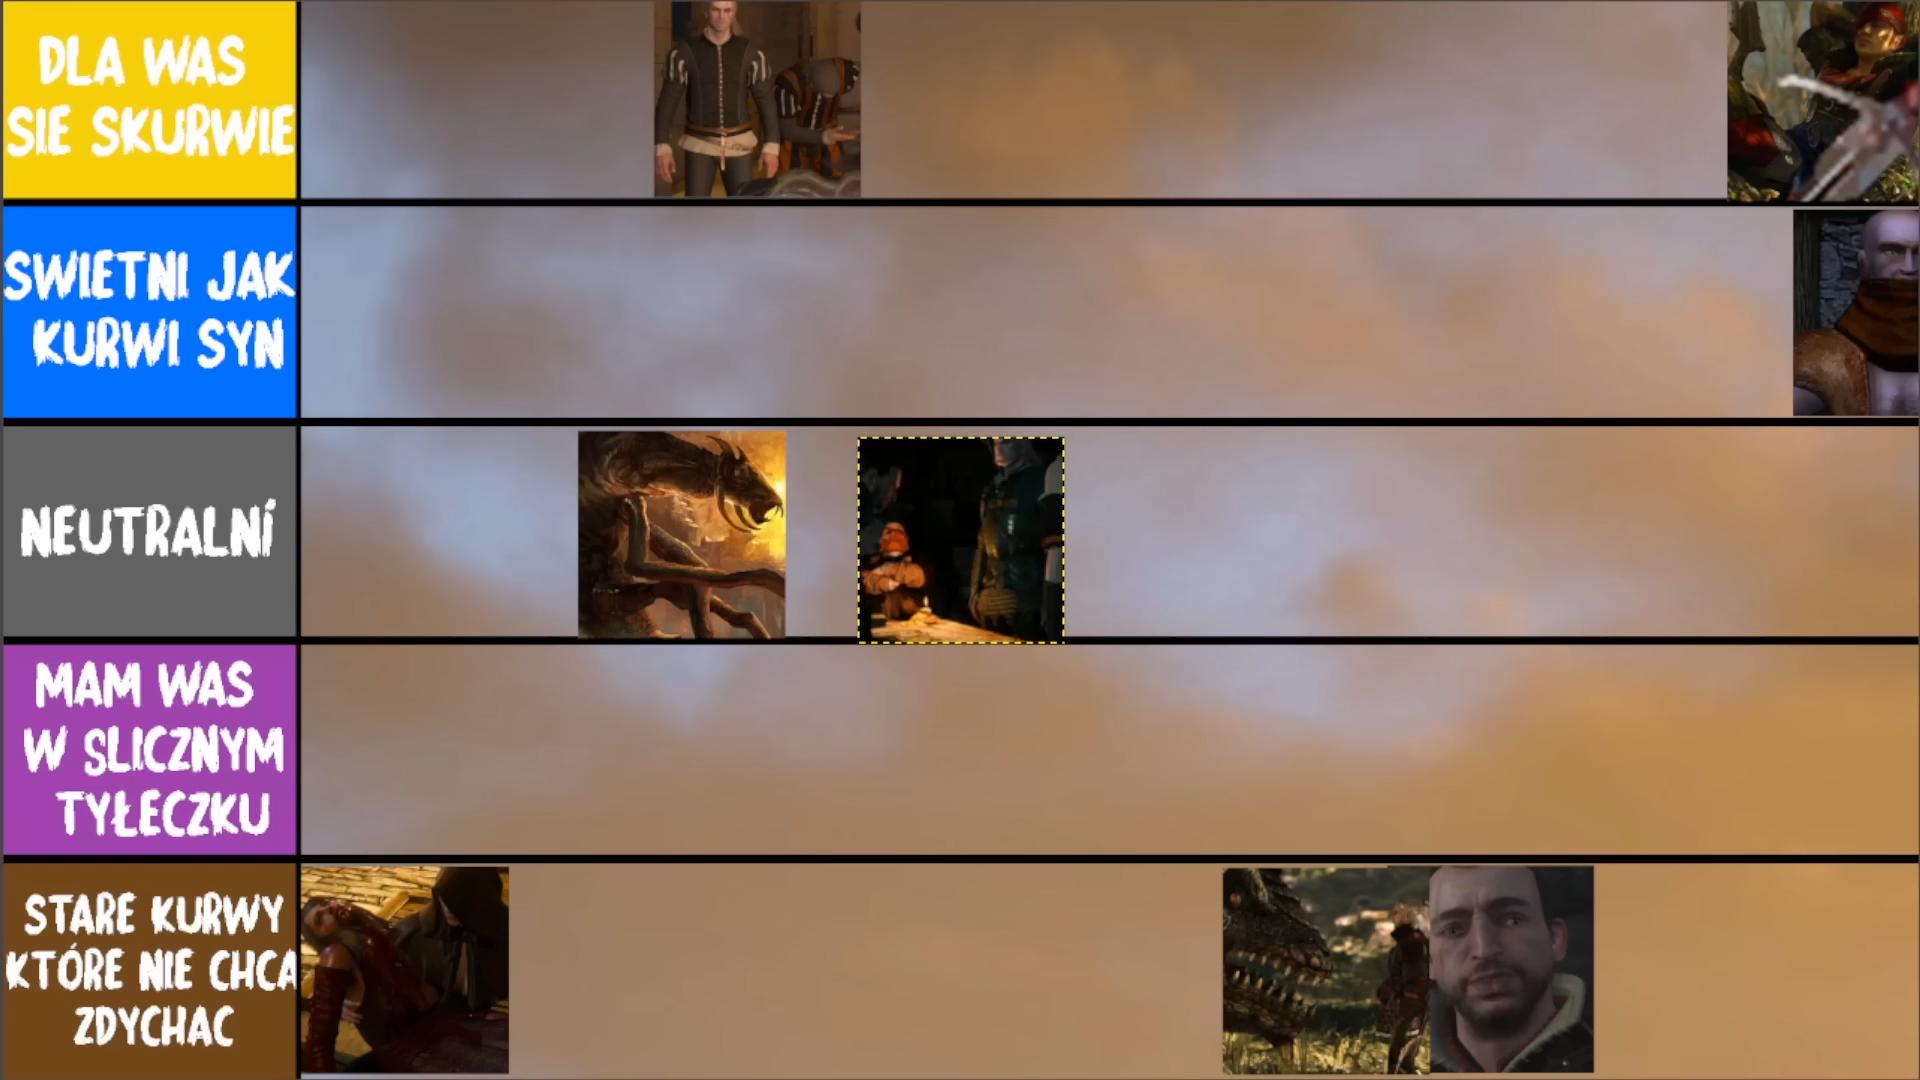 DLA WAS
SIE SKURWIE
SWIETNI JAK
KURWI SYN
NEUTRALNÍ
MAM WAS
W SLICZNYM
TYŁECZKU
STARE KURWY
KTÓRE NIE CHCA
ZDYCHAC